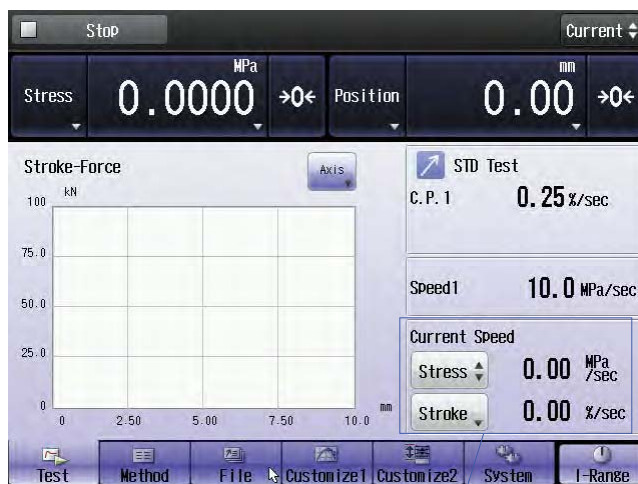 Stop
Current
Stress
MPa
0.0000
→0←
Position
mm
0.00
→0←
Stroke-Force
Axis
kN
100
75.0
50.0
25.0
0
0
2.50
5.00
7.50
10.0
mm
STD Test
C.P.1 0.25 %/sec
Speed1 10.0 MPa/sec
Current Speed
Stress 0.00 MPa/sec
Stroke 0.00 %/sec
Test Method File Customize1 Customize2 System I-Range